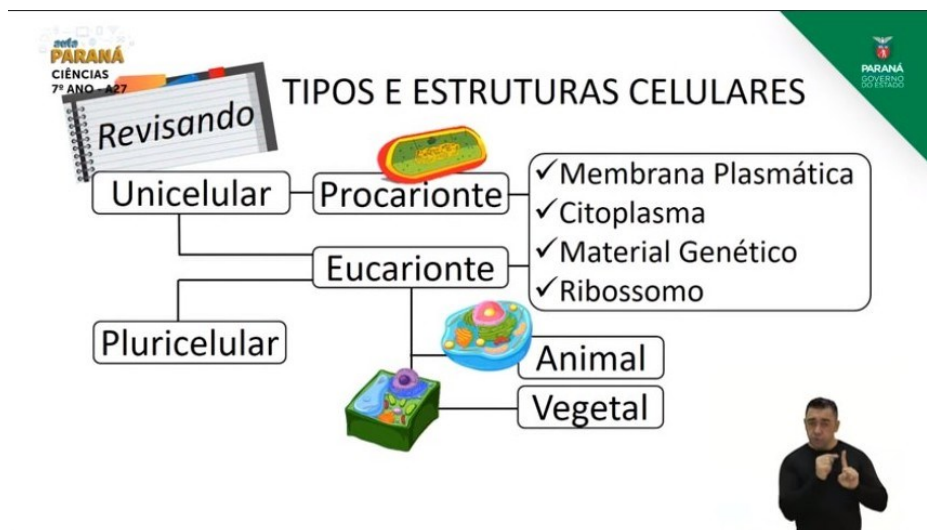 aula
PARANÁ
CIÊNCIAS
7º ANO - A27
Revisando
TIPOS E ESTRUTURAS CELULARES
PARANÁ
GOVERNO
DO ESTADO
Unicelular
Procarionte
✓Membrana Plasmática
✓Citoplasma
✓Material Genético
✓Ribossomo
Eucarionte
Pluricelular
Animal
Vegetal